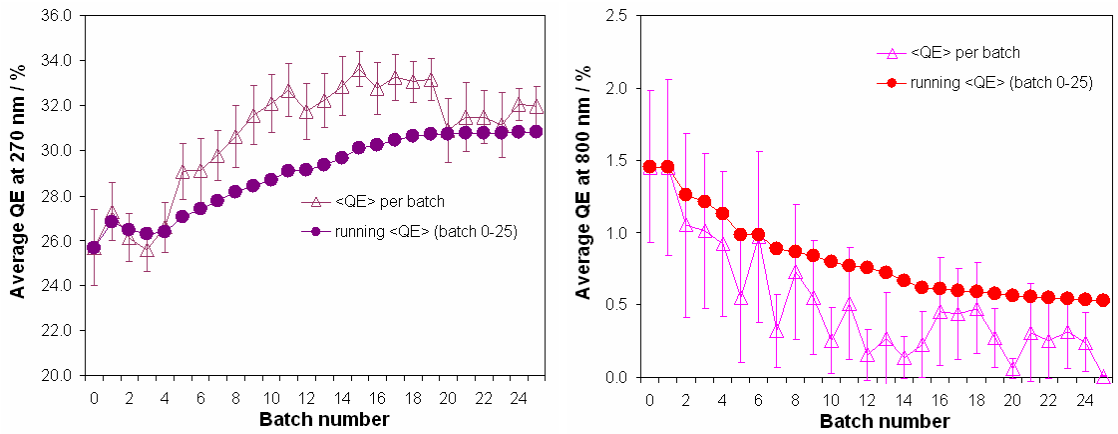 36.0
34.0
32.0
30.0
28.0
26.0
24.0
22.0
20.0
Average QE at 270 nm / %
<QE> per batch
running <QE> (batch 0-25)
0 2 4 6 8 10 12 14 16 18 20 22 24
Batch number
2.5
2.0
1.5
1.0
0.5
0.0
Average QE at 800 nm / %
<QE> per batch
running <QE> (batch 0-25)
0 2 4 6 8 10 12 14 16 18 20 22 24
Batch number